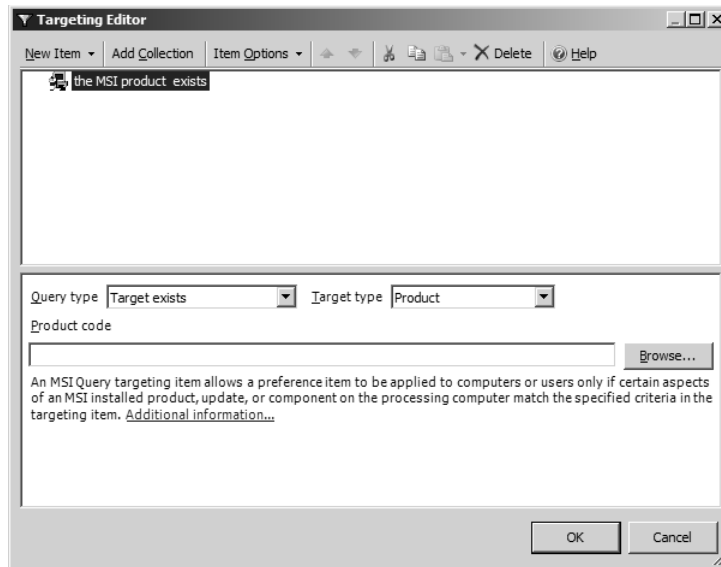 Targeting Editor
New Item Add Collection Item Options Delete Help
the MSI product exists
Query type Target exists Target type Product
Product code
Browse...
An MSI Query targeting item allows a preference item to be applied to computers or users only if certain aspects
of an MSI installed product, update, or component on the processing computer match the specified criteria in the
targeting item. Additional information...
OK Cancel